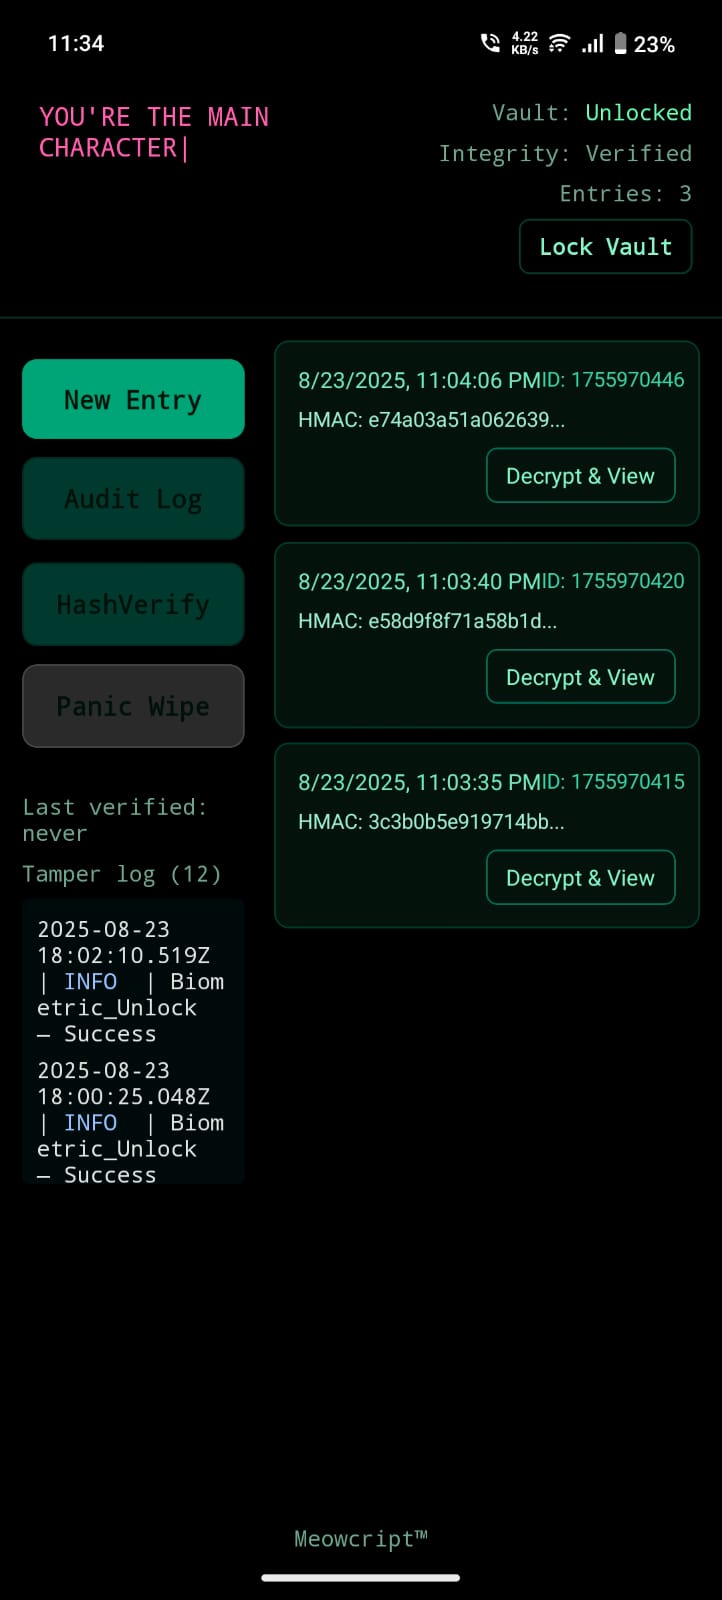 11:34
4.22
KB/s
23%
YOU'RE THE MAIN
CHARACTER|
Vault: Unlocked
Integrity: Verified
Entries: 3
Lock Vault
New Entry
Audit Log
HashVerify
Panic Wipe
Last verified:
never
Tamper log (12)
2025-08-23
18:02:10.519Z
| INFO | Biom
etric_Unlock
— Success
2025-08-23
18:00:25.048Z
| INFO | Biom
etric_Unlock
— Success
8/23/2025, 11:04:06 PMID: 1755970446
HMAC: e74a03a51a062639...
Decrypt & View
8/23/2025, 11:03:40 PMID: 1755970420
HMAC: e58d9f8f71a58b1d...
Decrypt & View
8/23/2025, 11:03:35 PMID: 1755970415
HMAC: 3c3b0b5e919714bb...
Decrypt & View
Meowcript™